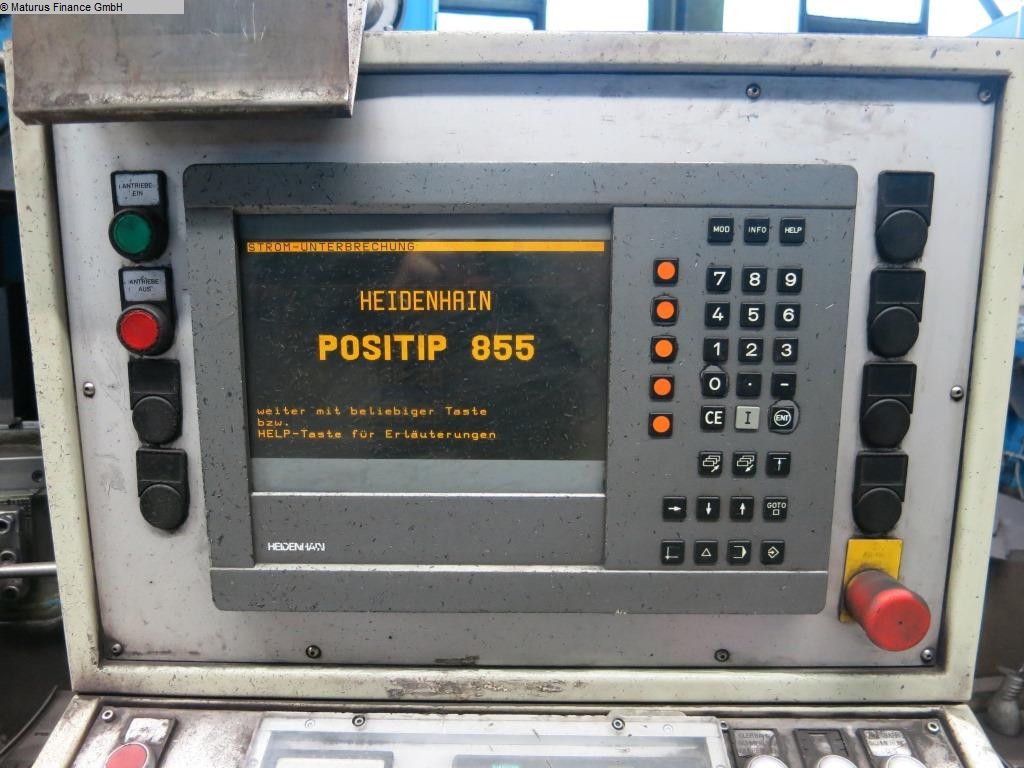 © Maturus Finance GmbH
ANTRIEBE
EIN
ANTRIEBE
AUS
STROM-UNTERBRECHUNG
HEIDENHAIN
POSITIP 855
weiter mit beliebiger Taste
bzw.
HELP-Taste für Erläuterungen
HEIDENHAIN
MOD INFO HELP
7 8 9
4 5 6
1 2 3
0 . -
CE I ENT
GOTO